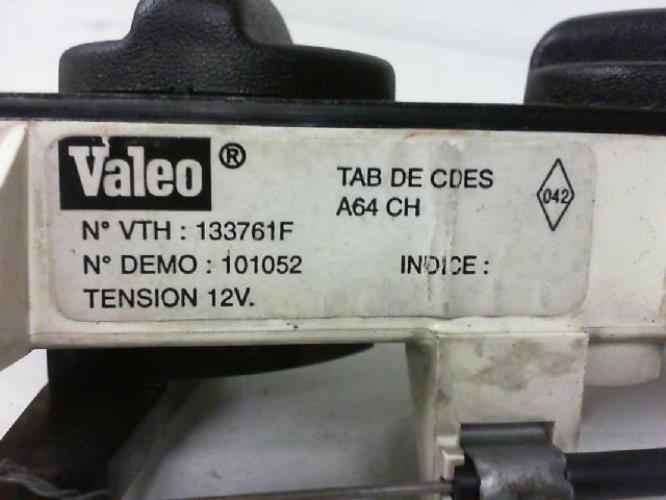 Valeo®
TAB DE CDES
A64 CH
042
N° VTH : 133761F
N° DEMO : 101052
INDICE :
TENSION 12V.